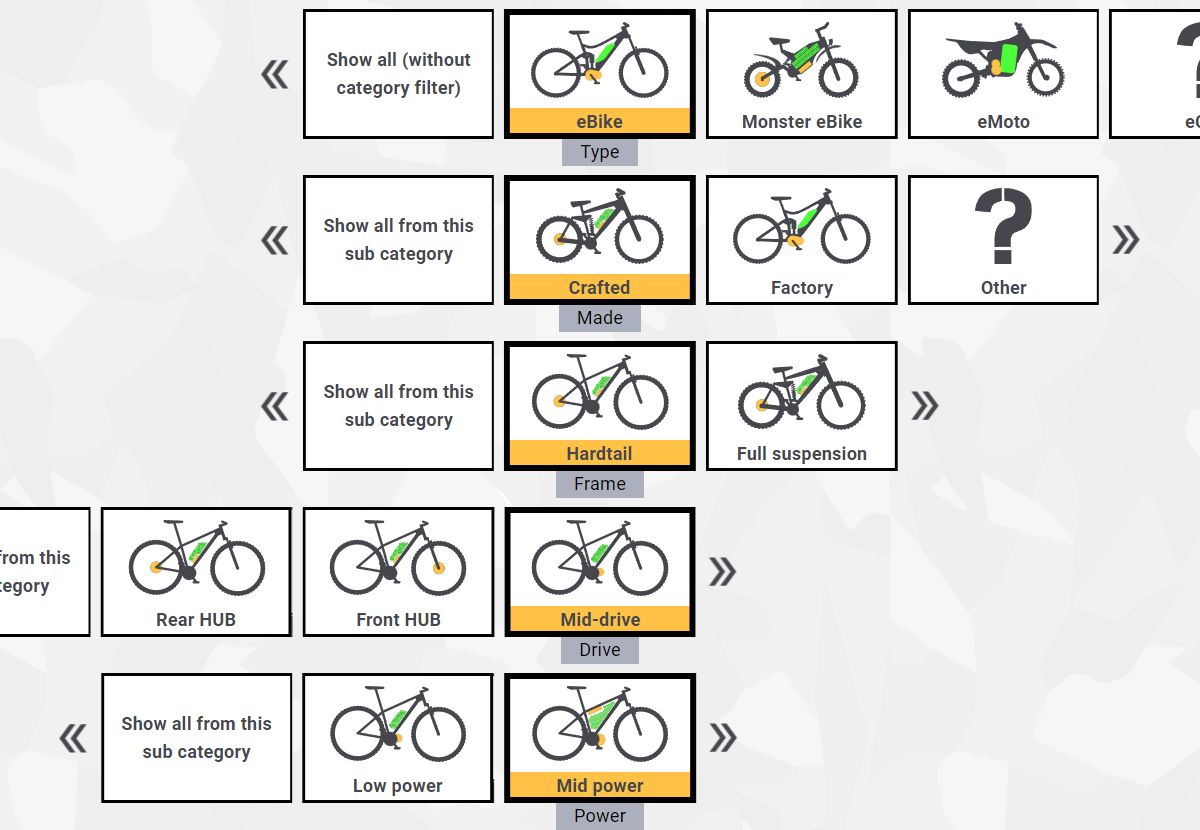 Show all (without
category filter)
eBike
Monster eBike
eMoto
Type
Show all from this
sub category
Crafted
Factory
Other
Made
Show all from this
sub category
Hardtail
Full suspension
Frame
from this
Rear HUB
Front HUB
Mid-drive
Drive
Show all from this
sub category
Low power
Mid power
Power